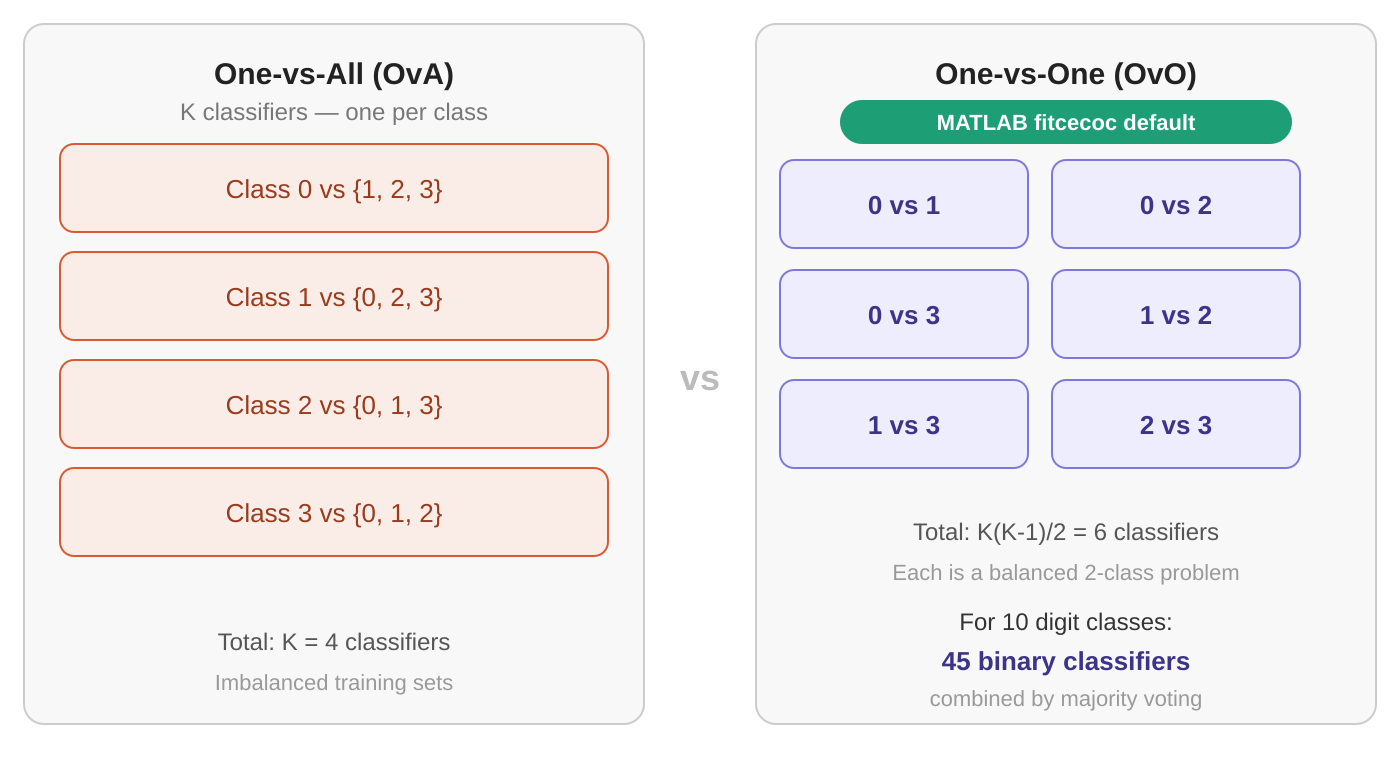 One-vs-All (OvA)
K classifiers — one per class
Class 0 vs {1, 2, 3}
Class 1 vs {0, 2, 3}
Class 2 vs {0, 1, 3}
Class 3 vs {0, 1, 2}
Total: K = 4 classifiers
Imbalanced training sets
vs
One-vs-One (OvO)
MATLAB fitcecoc default
0 vs 1
0 vs 2
0 vs 3
1 vs 2
1 vs 3
2 vs 3
Total: K(K-1)/2 = 6 classifiers
Each is a balanced 2-class problem
For 10 digit classes:
45 binary classifiers
combined by majority voting